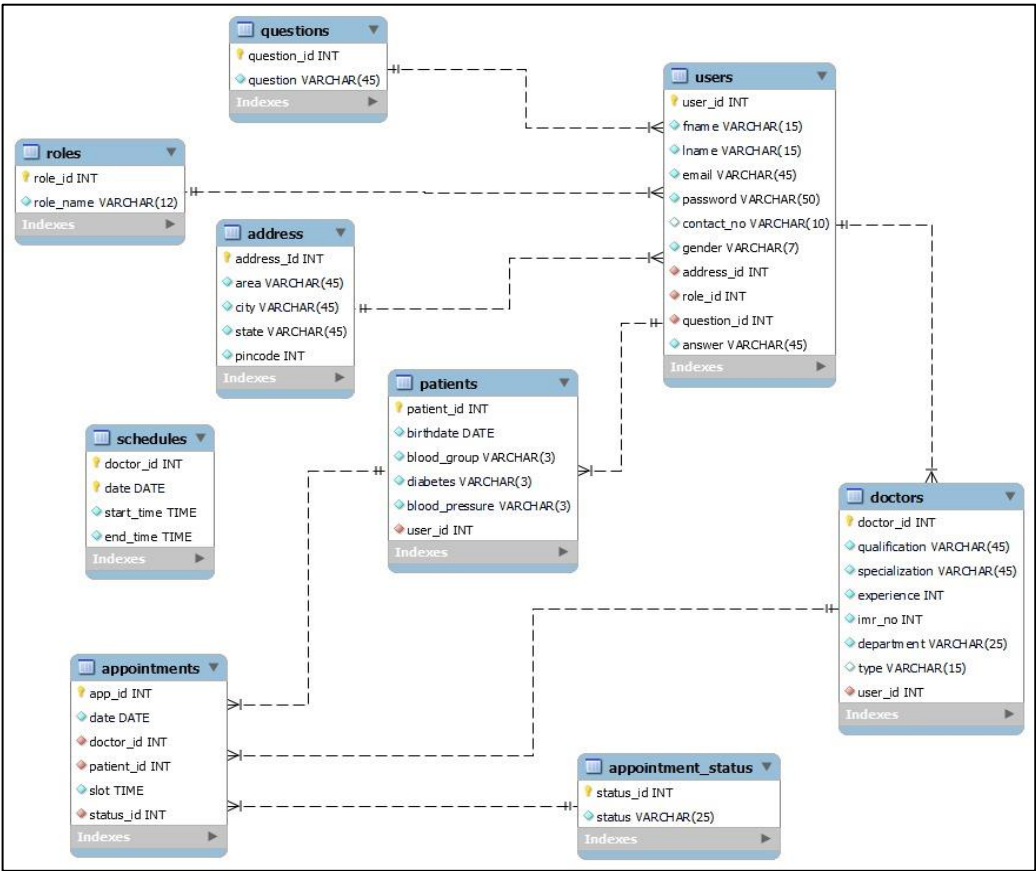 questions
question_id INT
question VARCHAR(45)
Indexes
users
user_id INT
fname VARCHAR(15)
lname VARCHAR(15)
email VARCHAR(45)
password VARCHAR(50)
contact_no VARCHAR(10)
gender VARCHAR(7)
address_id INT
role_id INT
question_id INT
answer VARCHAR(45)
Indexes
roles
role_id INT
role_name VARCHAR(12)
Indexes
address
address_Id INT
area VARCHAR(45)
city VARCHAR(45)
state VARCHAR(45)
pincode INT
Indexes
patients
patient_id INT
birthdate DATE
blood_group VARCHAR(3)
diabetes VARCHAR(3)
blood_pressure VARCHAR(3)
user_id INT
Indexes
schedules
doctor_id INT
date DATE
start_time TIME
end_time TIME
Indexes
doctors
doctor_id INT
qualification VARCHAR(45)
specialization VARCHAR(45)
experience INT
imr_no INT
department VARCHAR(25)
type VARCHAR(15)
user_id INT
Indexes
appointments
app_id INT
date DATE
doctor_id INT
patient_id INT
slot TIME
status_id INT
Indexes
appointment_status
status_id INT
status VARCHAR(25)
Indexes